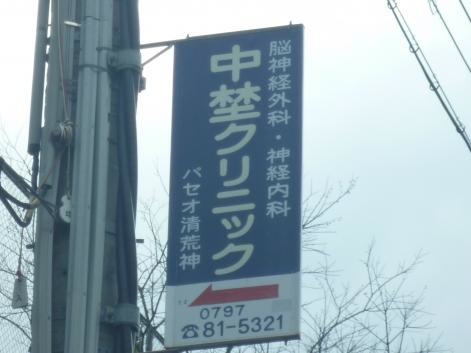 脳神経外科・神経内科
中埜クリニック
パセオ清荒神
0797
☎81-5321